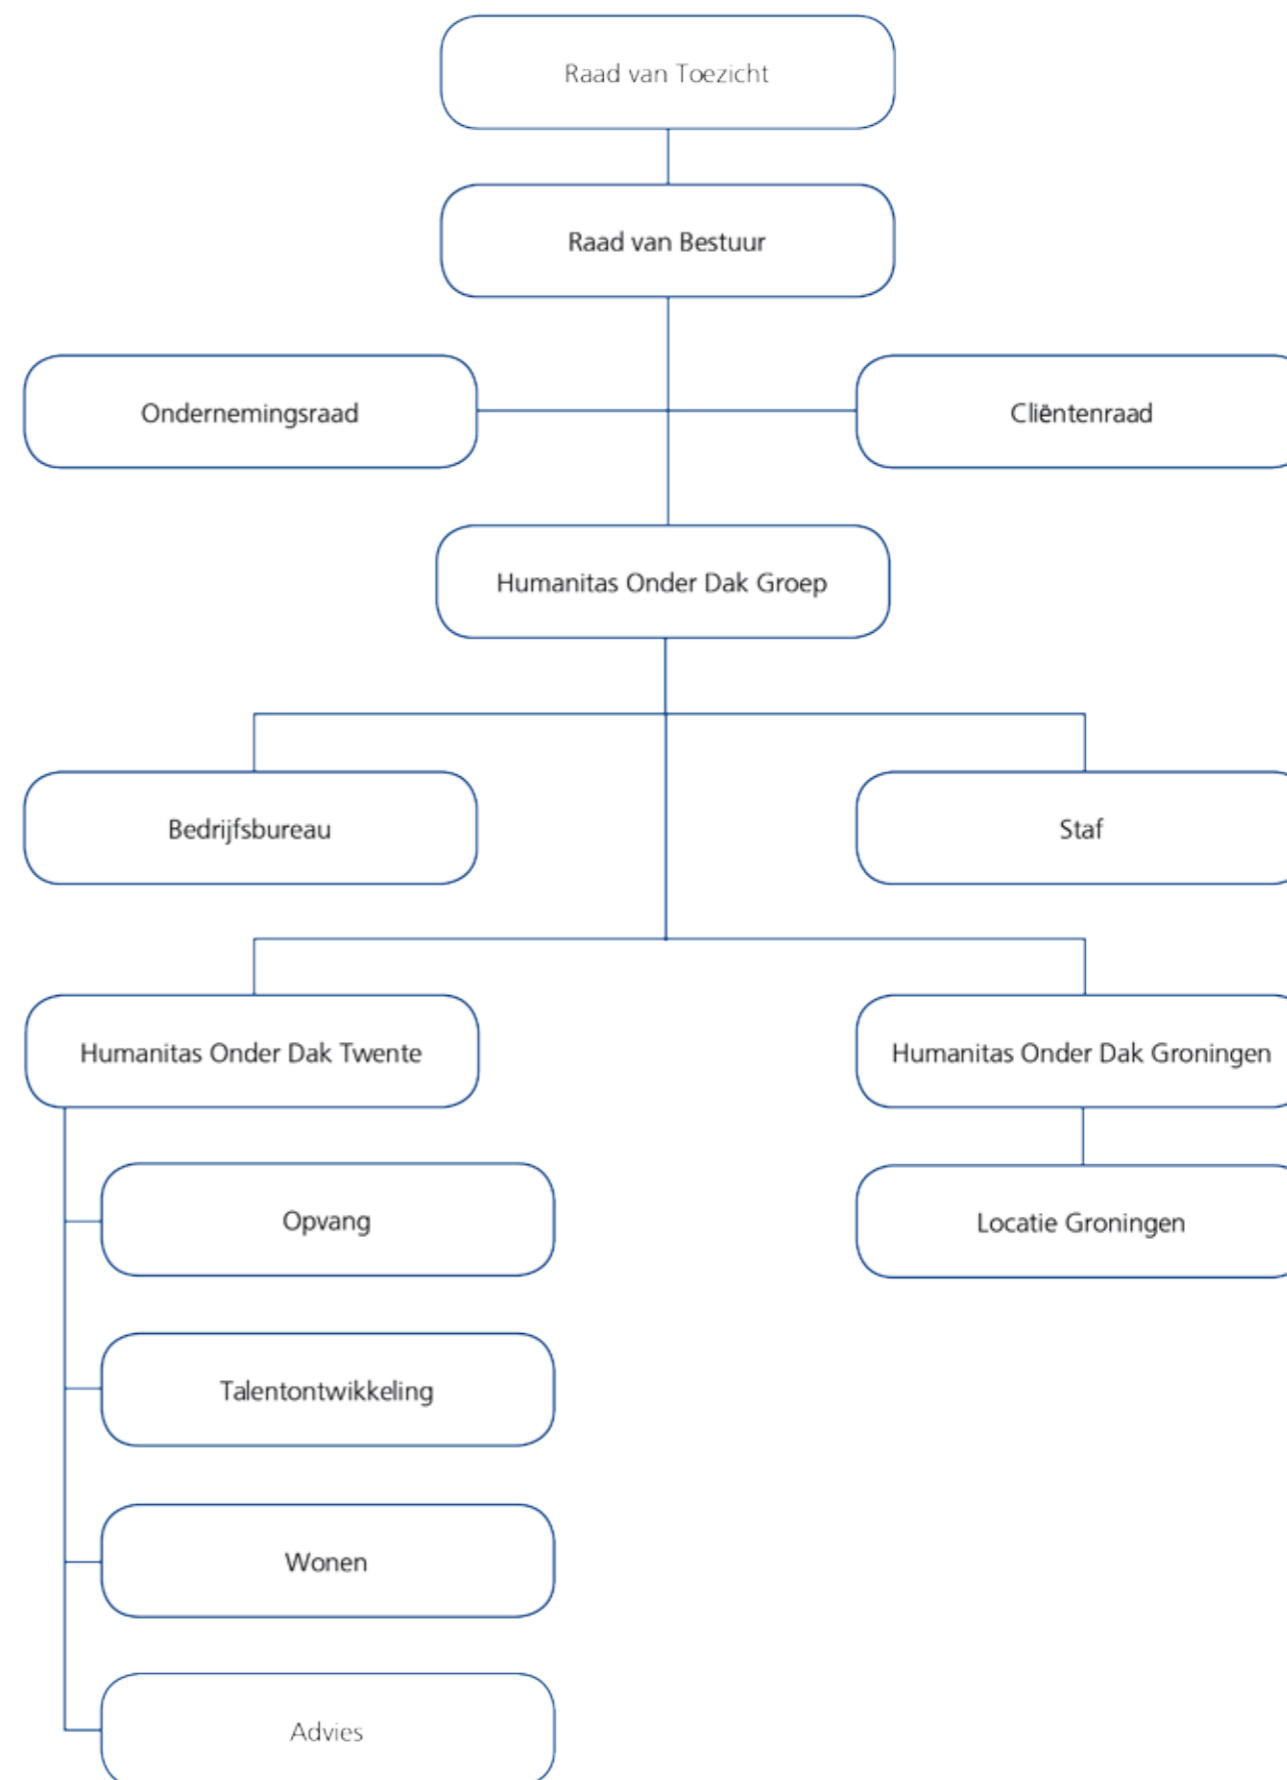 Raad van Toezicht
Raad van Bestuur
Ondernemingsraad
Cliëntenraad
Humanitas Onder Dak Groep
Bedrijfsbureau
Staf
Humanitas Onder Dak Twente
Humanitas Onder Dak Groningen
Opvang
Locatie Groningen
Talentontwikkeling
Wonen
Advies